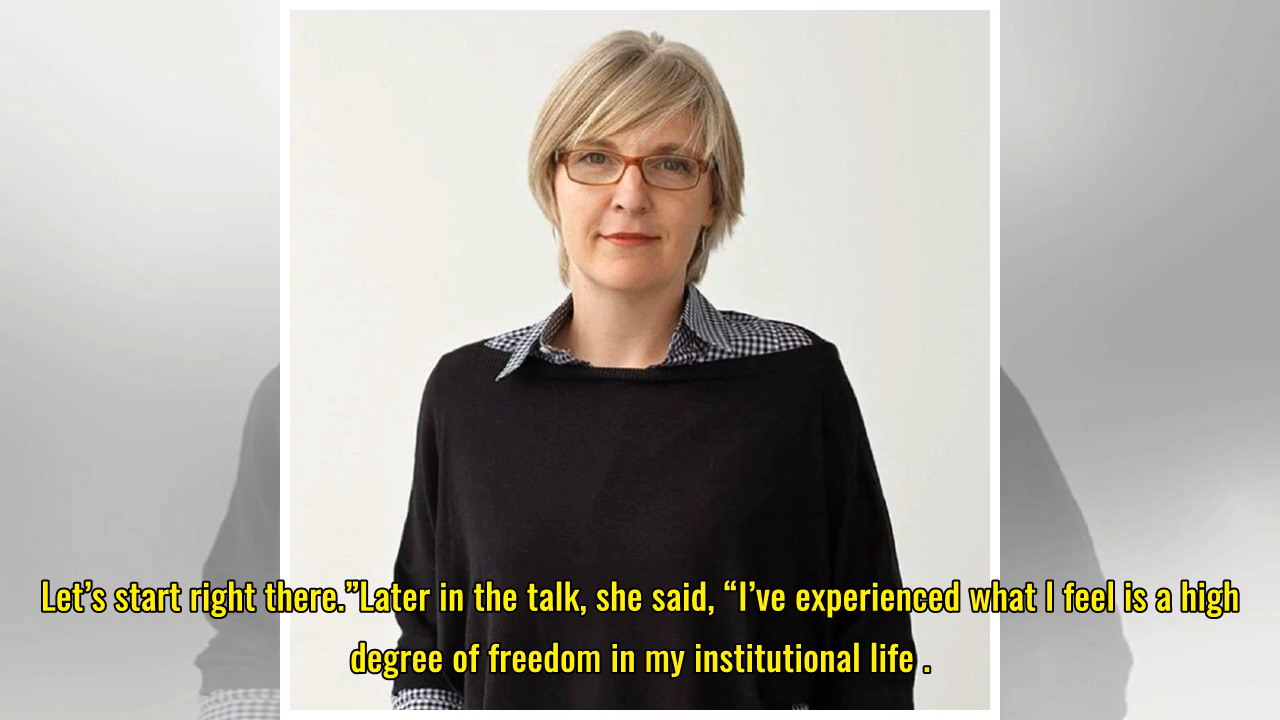 Let’s start right there.”Later in the talk, she said, “I’ve experienced what I feel is a high
degree of freedom in my institutional life .